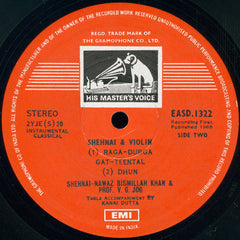 REGD. TRADE MARK OF
THE GRAMOPHONE CO. LTD.
HIS MASTER'S VOICE
STEREO
2YJE(S)20
INSTRUMENTAL
CLASSICAL
EASD.1322
Recording First
Published 1968
SIDE TWO
SHEHNAI & VIOLIN
(1) RAGA-DURGA
GAT-TEENTAL
(2) DHUN
SHEHNAI-NAWAZ BISMILLAH KHAN &
PROF. V. G. JOG
TABLA ACCOMPANIMENT BY
KANAI DUTTA
EMI
MADE IN INDIA